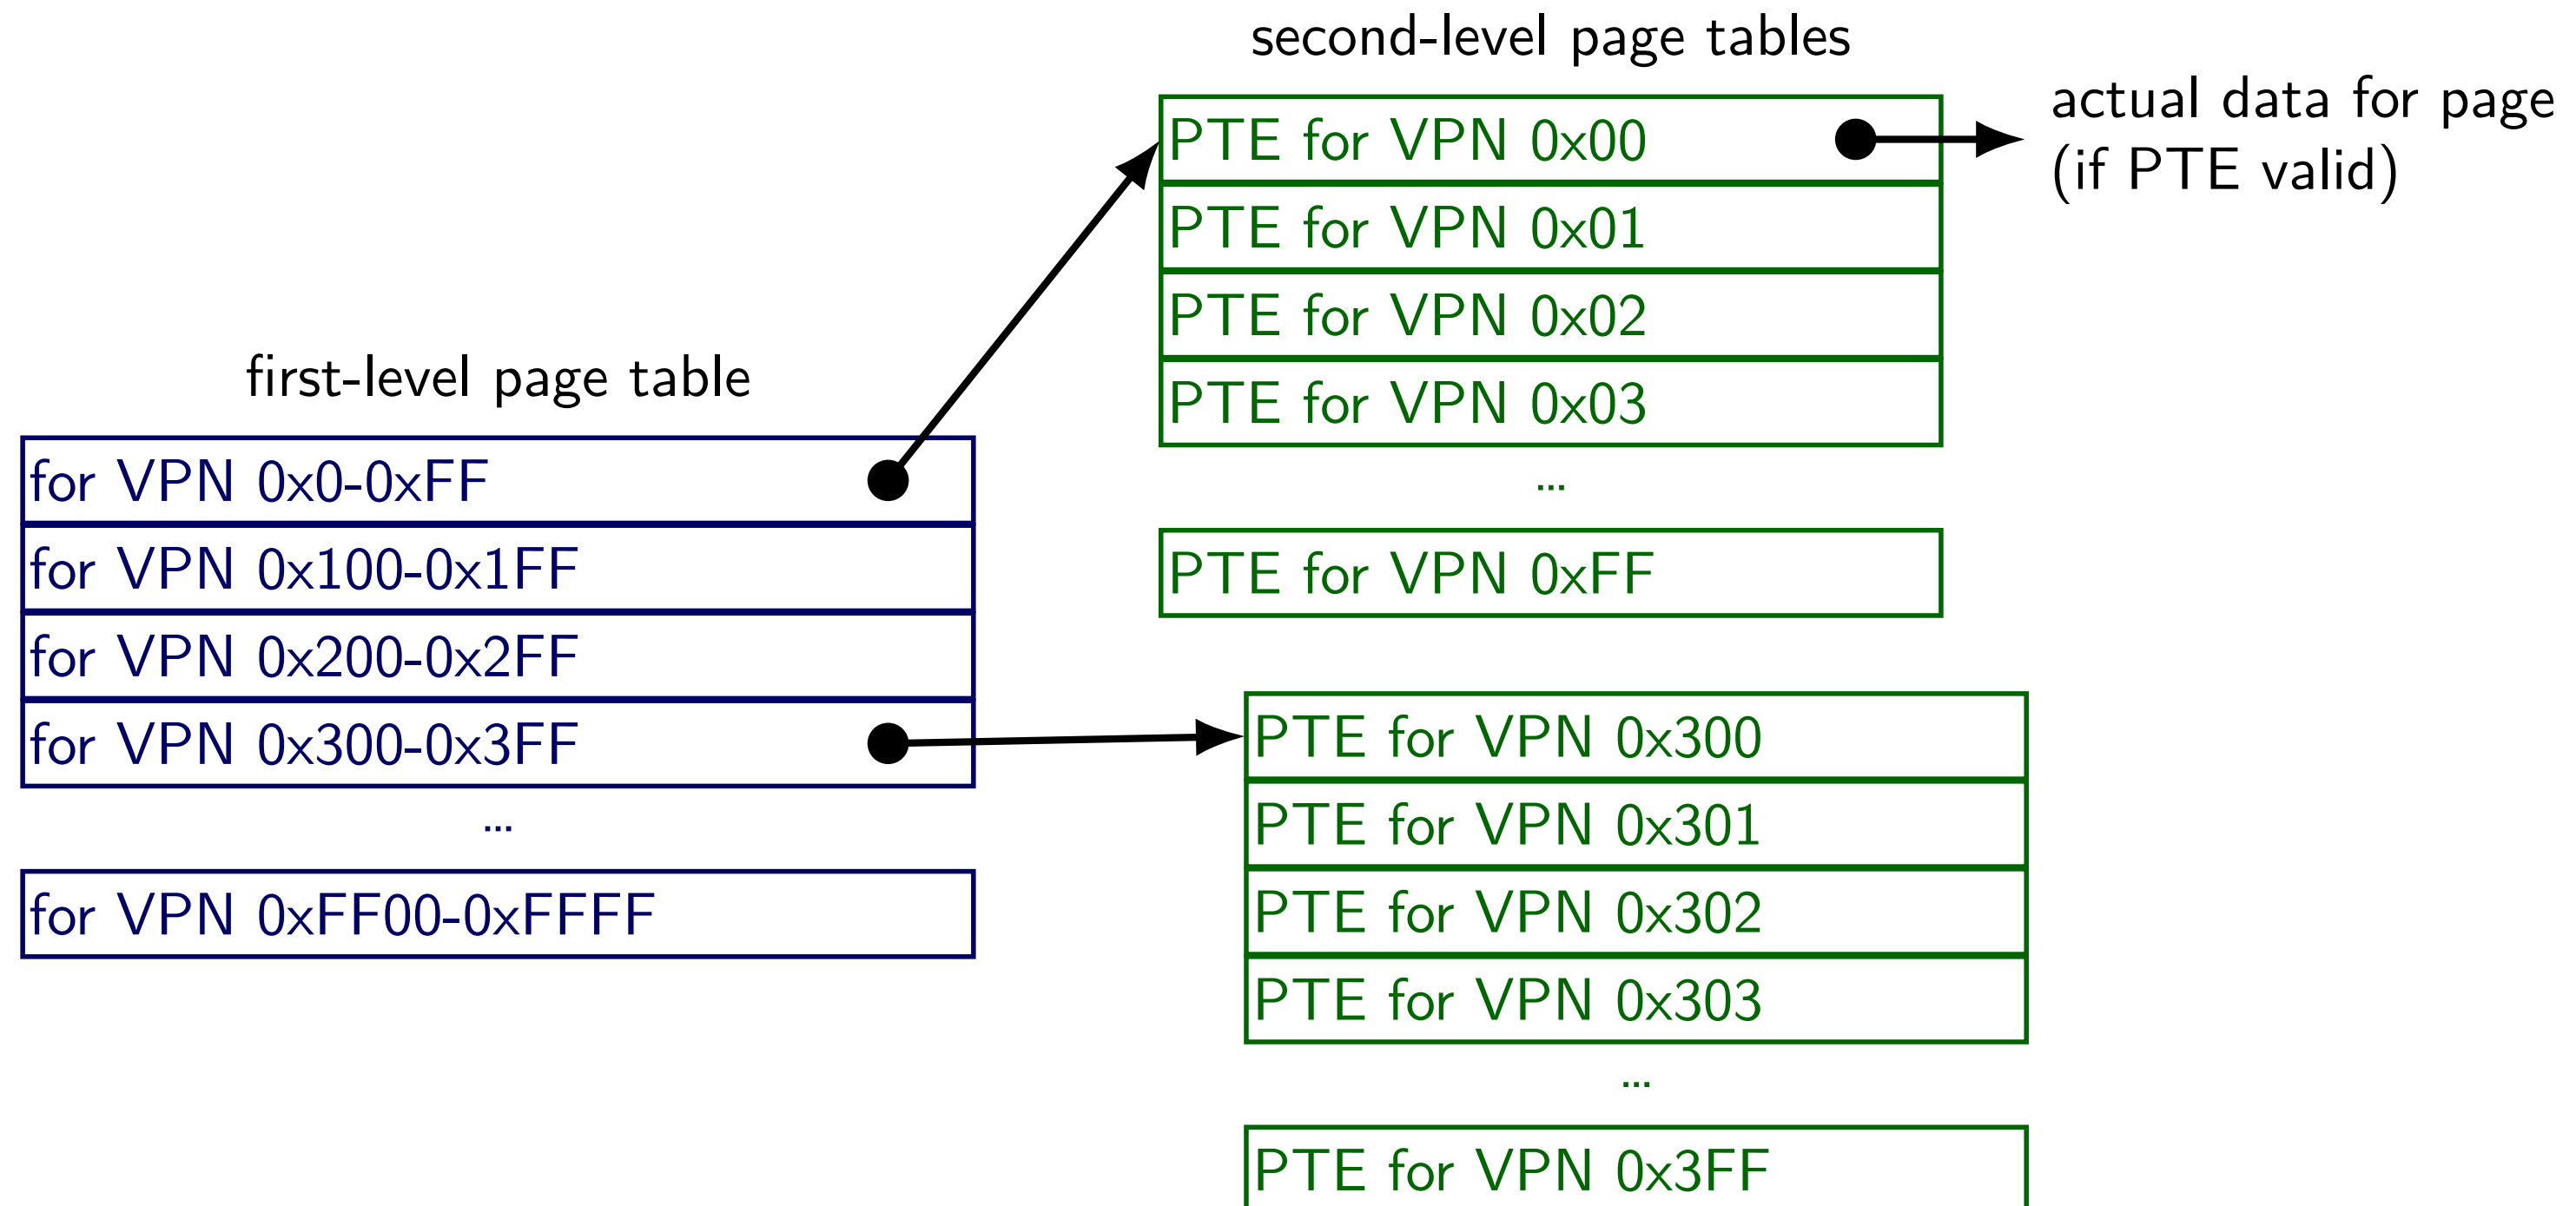 second-level page tables
PTE for VPN 0x00
PTE for VPN 0x01
PTE for VPN 0x02
PTE for VPN 0x03
...
PTE for VPN 0xFF
actual data for page
(if PTE valid)
first-level page table
for VPN 0x0-0xFF
for VPN 0x100-0x1FF
for VPN 0x200-0x2FF
for VPN 0x300-0x3FF
...
for VPN 0xFF00-0xFFFF
PTE for VPN 0x300
PTE for VPN 0x301
PTE for VPN 0x302
PTE for VPN 0x303
...
PTE for VPN 0x3FF